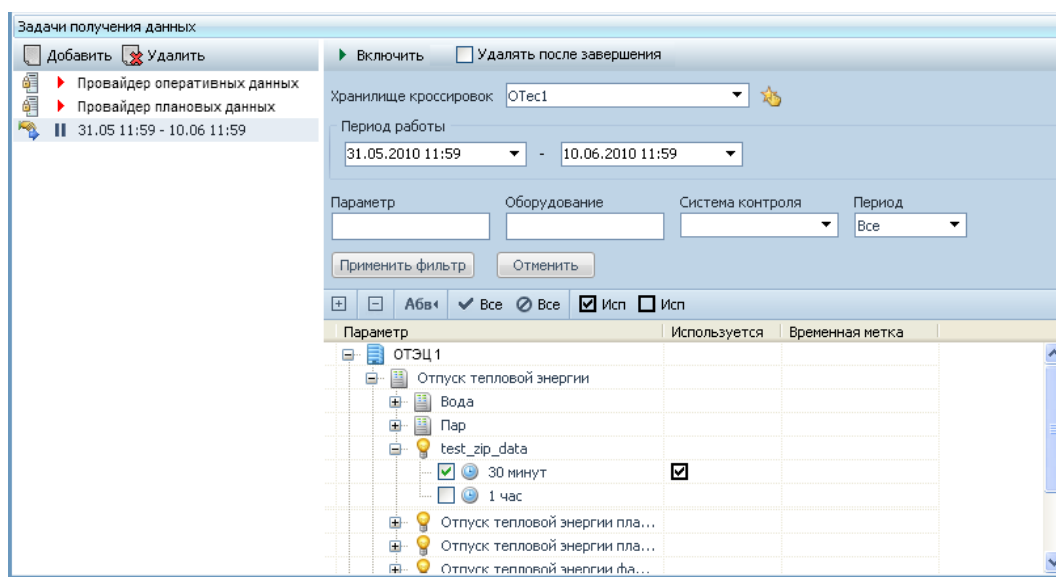 Задачи получения данных
Добавить Удалить
Провайдер оперативных данных
Провайдер плановых данных
31.05 11:59 - 10.06 11:59
Включить Удалять после завершения
Хранилище кроссировок OTec1
Период работы
31.05.2010 11:59 - 10.06.2010 11:59
Параметр Оборудование Система контроля Период
Все
Применить фильтр Отменить
Абв Все Все Исп Исп
Параметр Используется Временная метка
ОТЭЦ 1
Отпуск тепловой энергии
Вода
Пар
test_zip_data
30 минут
1 час
Отпуск тепловой энергии пла...
Отпуск тепловой энергии пла...
Отпуск тепловой энергии фа...